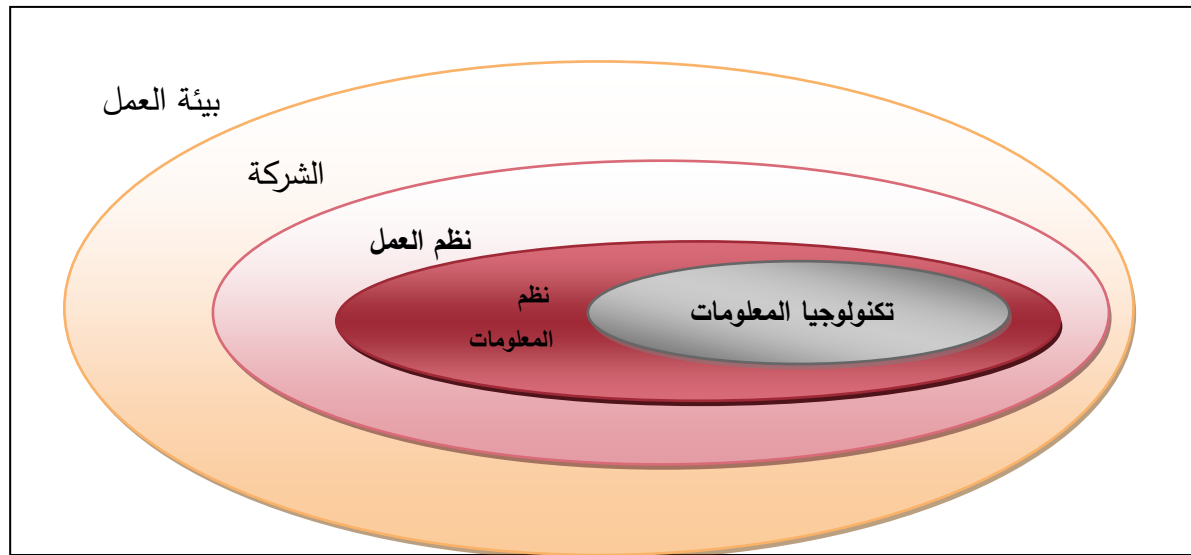 بيئة العمل
الشركة
نظم العمل
نظم
المعلومات
تكنولوجيا المعلومات